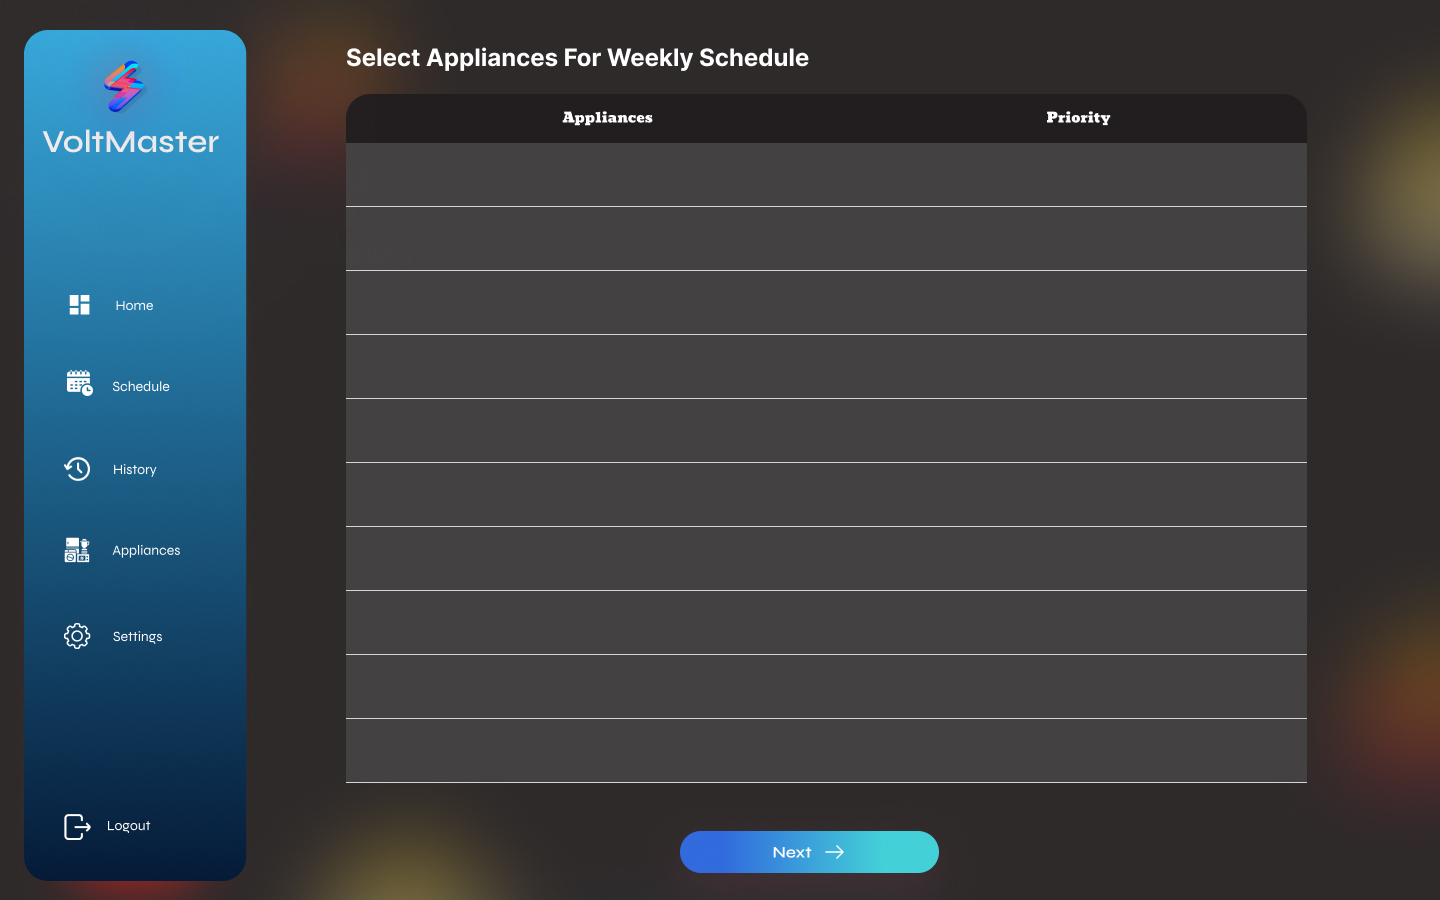 VoltMaster
Home
Schedule
History
Appliances
Settings
Logout
Select Appliances For Weekly Schedule
Appliances Priority
Next